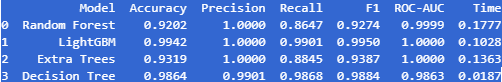 Model Accuracy Precision Recall F1 ROC-AUC Time
0 Random Forest 0.9202 1.0000 0.8647 0.9274 0.9999 0.1777
1 LightGBM 0.9942 1.0000 0.9901 0.9950 1.0000 0.1028
2 Extra Trees 0.9319 1.0000 0.8845 0.9387 1.0000 0.1363
3 Decision Tree 0.9864 0.9901 0.9868 0.9884 0.9863 0.0187